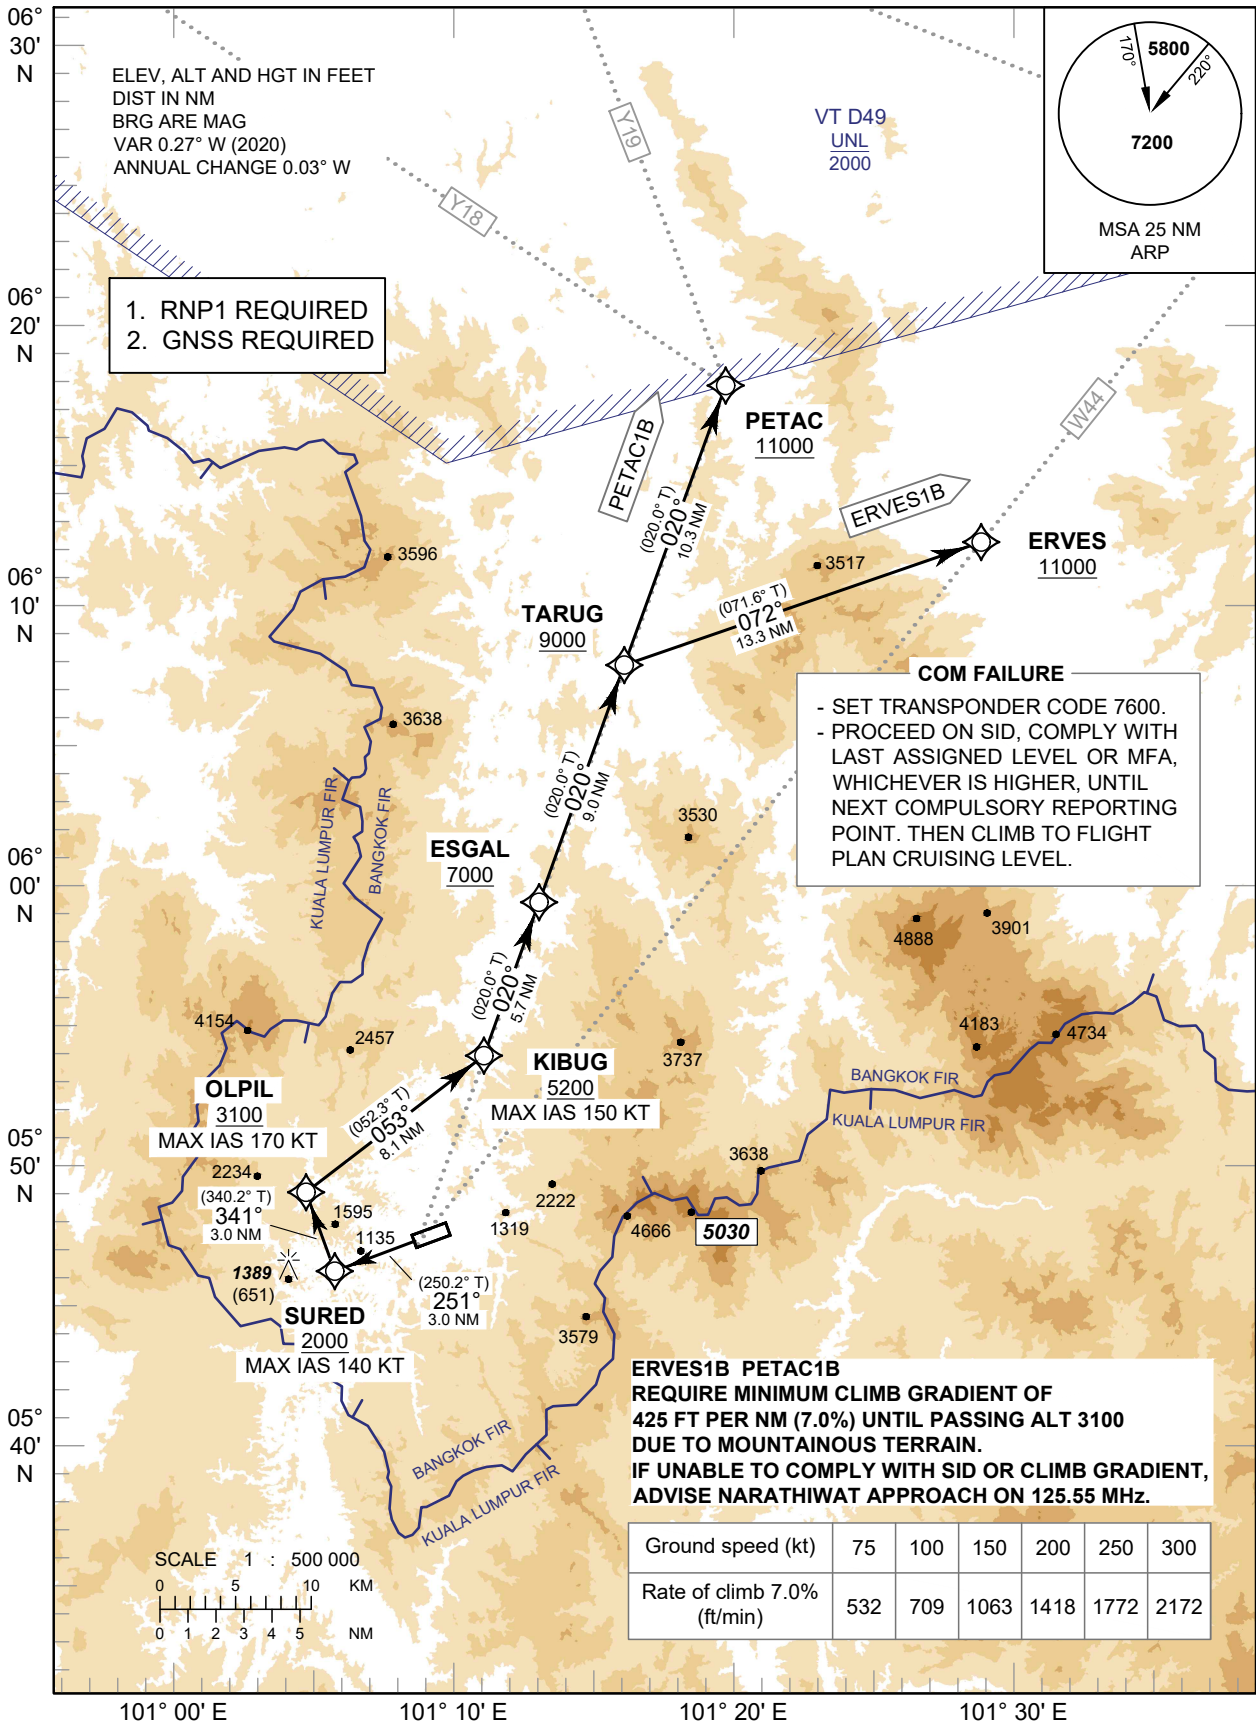 06°
30'
N
ELEV, ALT AND HGT IN FEET
DIST IN NM
BRG ARE MAG
VAR 0.27° W (2020)
ANNUAL CHANGE 0.03° W
Y19
Y18
VT D49
UNL
2000
170°
5800
220°
7200
MSA 25 NM
ARP
1. RNP1 REQUIRED
2. GNSS REQUIRED
06°
20'
N
PETAC
11000
PETAC1B
W44
ERVES1B
ERVES
11000
(020.0° T)
020°
10.3 NM
3596
3517
06°
10'
N
TARUG
9000
(071.6° T)
072°
13.3 NM
COM FAILURE
- SET TRANSPONDER CODE 7600.
- PROCEED ON SID, COMPLY WITH
LAST ASSIGNED LEVEL OR MFA,
WHICHEVER IS HIGHER, UNTIL
NEXT COMPULSORY REPORTING
POINT. THEN CLIMB TO FLIGHT
PLAN CRUISING LEVEL.
3638
KUALA LUMPUR FIR
BANGKOK FIR
(020.0° T)
020°
9.0 NM
3530
06°
00'
N
ESGAL
7000
4888
3901
(020.0° T)
020°
5.7 NM
4154
2457
3737
4183
4734
KIBUG
5200
MAX IAS 150 KT
BANGKOK FIR
KUALA LUMPUR FIR
OLPIL
3100
MAX IAS 170 KT
(052.3° T)
053°
8.1 NM
05°
50'
N
2234
(340.2° T)
341°
3.0 NM
1595
1135
2222
1319
3638
4666
5030
1389
(651)
(250.2° T)
251°
3.0 NM
SURED
2000
MAX IAS 140 KT
3579
05°
40'
N
BANGKOK FIR
KUALA LUMPUR FIR
ERVES1B PETAC1B
REQUIRE MINIMUM CLIMB GRADIENT OF
425 FT PER NM (7.0%) UNTIL PASSING ALT 3100
DUE TO MOUNTAINOUS TERRAIN.
IF UNABLE TO COMPLY WITH SID OR CLIMB GRADIENT,
ADVISE NARATHIWAT APPROACH ON 125.55 MHz.
Ground speed (kt) 75 100 150 200 250 300
Rate of climb 7.0% (ft/min) 532 709 1063 1418 1772 2172
SCALE 1 : 500 000
0 5 10 KM
0 1 2 3 4 5 NM
101° 00' E 101° 10' E 101° 20' E 101° 30' E